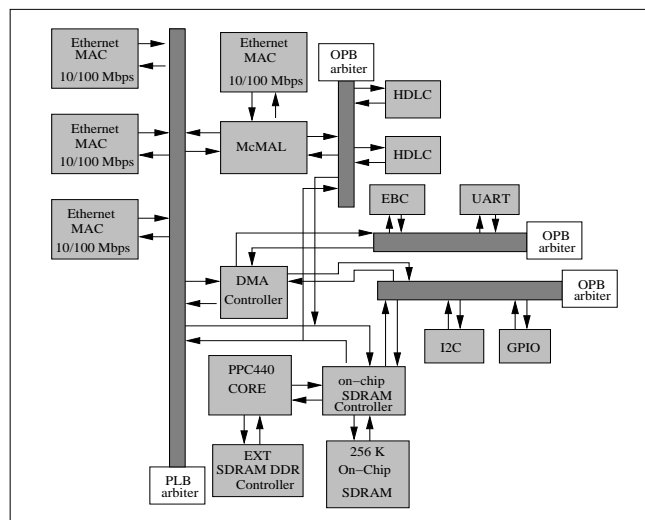 Ethernet
MAC
10/100 Mbps
Ethernet
MAC
10/100 Mbps
OPB
arbiter
HDLC
Ethernet
MAC
10/100 Mbps
McMAL
HDLC
EBC
UART
Ethernet
MAC
10/100 Mbps
OPB
arbiter
DMA
Controller
OPB
arbiter
I2C
GPIO
PPC440
CORE
on-chip
SDRAM
Controller
EXT
SDRAM DDR
Controller
256 K
On-Chip
SDRAM
PLB
arbiter